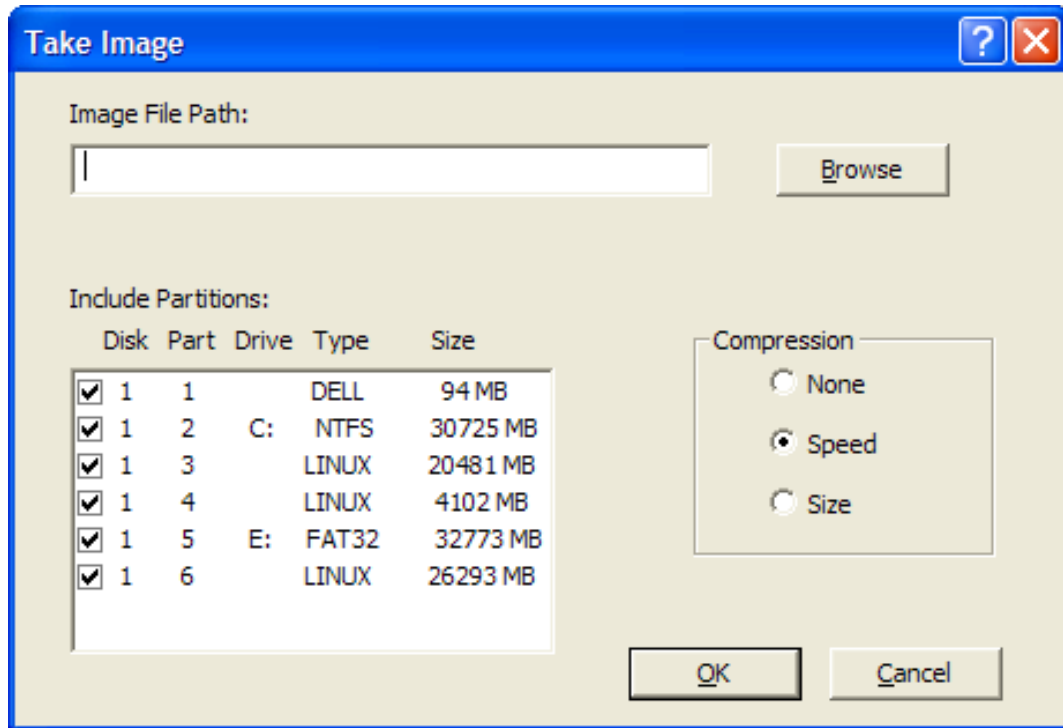 Take Image
Image File Path:
Browse
Include Partitions:
Disk Part Drive Type Size
1 1 DELL 94 MB
1 2 C: NTFS 30725 MB
1 3 LINUX 20481 MB
1 4 LINUX 4102 MB
1 5 E: FAT32 32773 MB
1 6 LINUX 26293 MB
Compression
None
Speed
Size
OK
Cancel